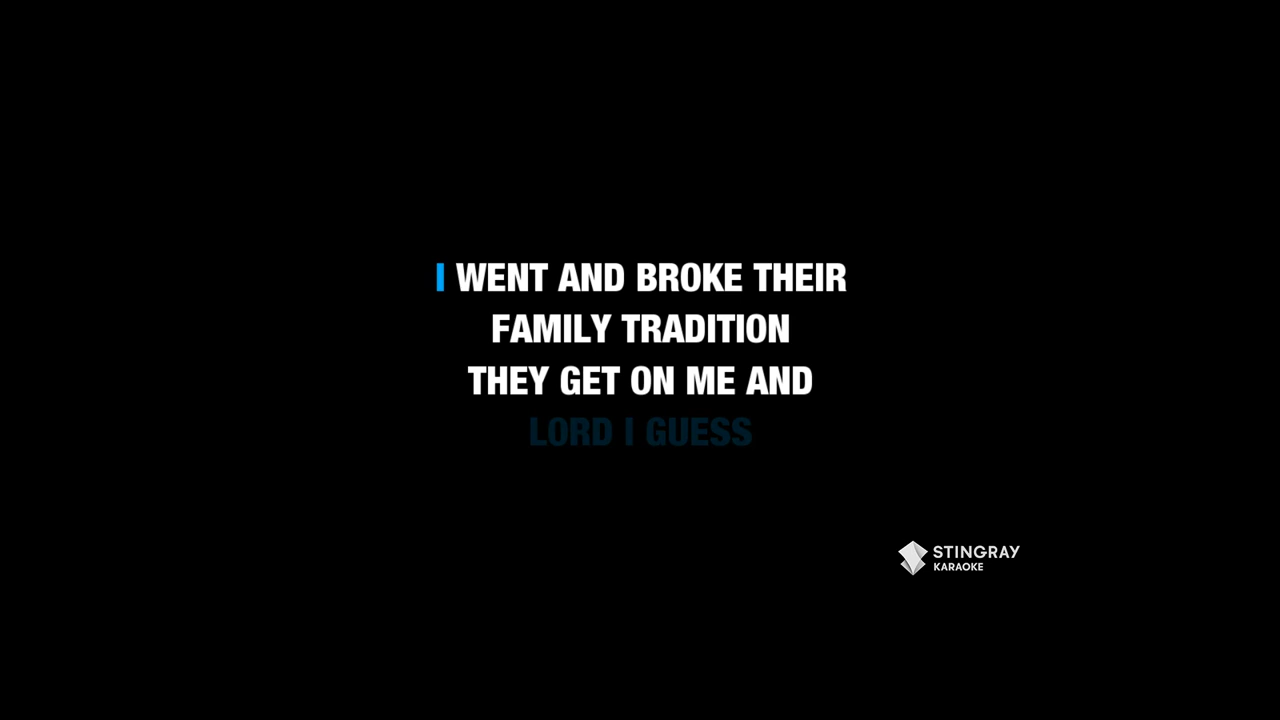 I WENT AND BROKE THEIR
FAMILY TRADITION
THEY GET ON ME AND
LORD I GUESS
STINGRAY
KARAOKE